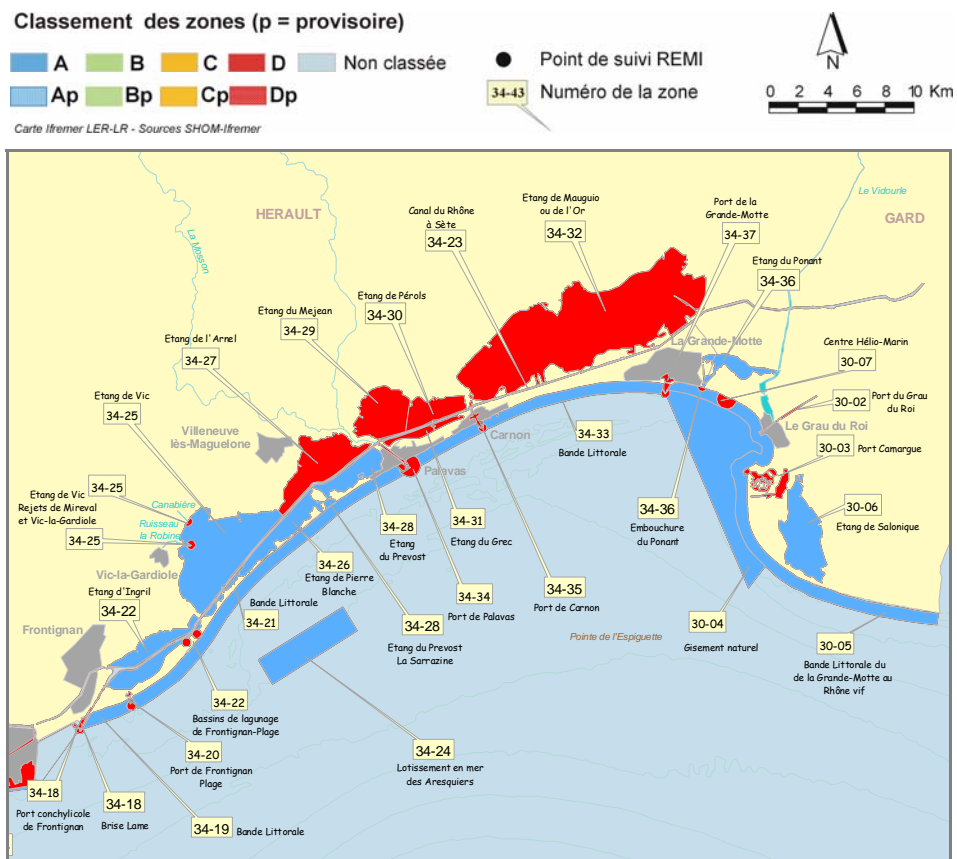 Classement des zones (p = provisoire)
A B C D Non classée
Ap Bp Cp Dp
Carte Ifremer LER-LR - Sources SHOM-Ifremer
Point de suivi REMI
34-43 Numéro de la zone
N
0 2 4 6 8 10 Km
HERAULT
GARD
La Mosson
Le Vidourle
Canal du Rhône
à Sète
34-23
Etang de Mauguio
ou de l'Or
34-32
Port de la
Grande-Motte
34-37
Etang du Ponant
34-36
Etang de Pérols
34-30
Etang du Mejean
34-29
Etang de l'Arrel
34-27
Etang de Vic
34-25
Villeneuve
lès-Maguelone
La Grande-Motte
Centre Hélio-Marin
30-07
30-02
Port du Grau
du Roi
Le Grau du Roi
30-03
Port Camargue
30-06
Etang de Salonique
Carnon
34-33
Bande Littorale
Palavas
34-25
Etang de Vic
Rejets de Mireval
et Vic-la-Gardiole
34-25
Canabière
Ruisseau
la Robine
Vic-la-Gardiole
34-28
Etang
du Prevost
34-31
Etang du Grec
34-36
Embouchure
du Ponant
34-26
Etang de Pierre
Blanche
34-34
Port de Palavas
34-35
Port de Carnon
Etang d'Ingril
34-22
Bande Littorale
34-21
34-28
Etang du Prevost
La Sarrazine
Pointe de l'Espiguette
30-04
Gisement naturel
30-05
Bande Littorale du
de la Grande-Motte au
Rhône vif
Frontignan
34-22
Bassins de lagunage
de Frontignan-Plage
34-20
Port de Frontignan
Plage
34-24
Lotissement en mer
des Aresquiers
34-18
Port conchylicole
de Frontignan
34-18
Brise Lame
34-19
Bande Littorale